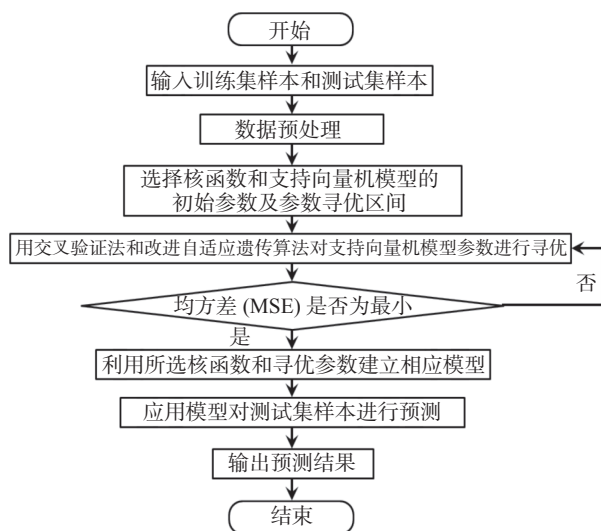 开始
输入训练集样本和测试集样本
数据预处理
选择核函数和支持向量机模型的
初始参数及参数寻优区间
用交叉验证法和改进自适应遗传算法对支持向量机模型参数进行寻优
否
均方差 (MSE) 是否为最小
是
利用所选核函数和寻优参数建立相应模型
应用模型对测试集样本进行预测
输出预测结果
结束